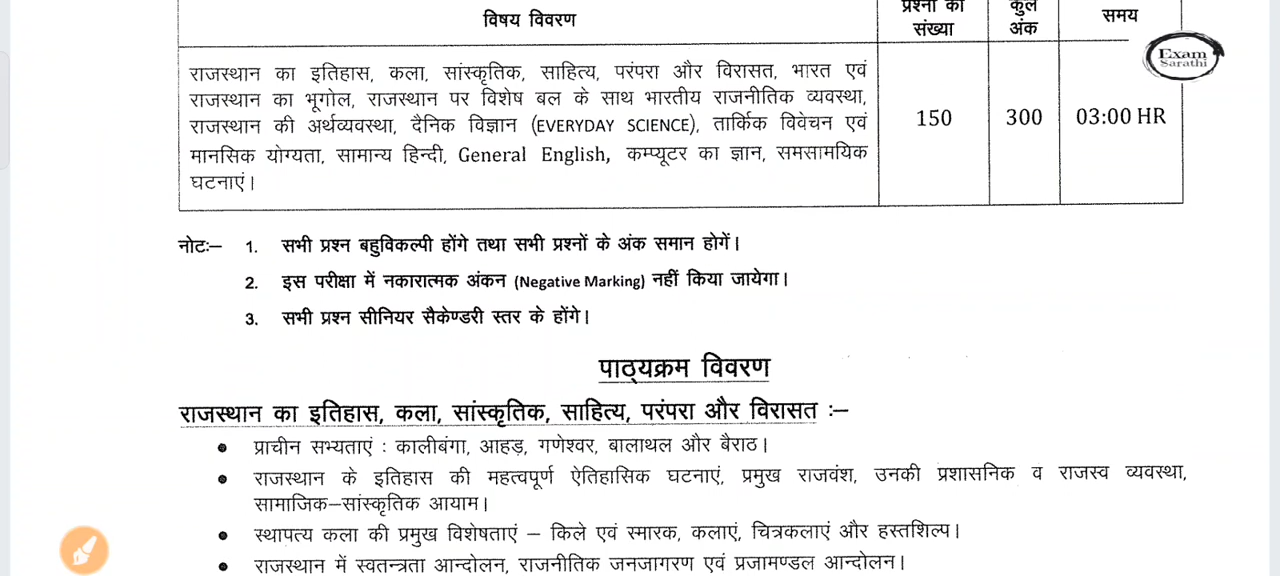 विषय विवरण
प्रश्नों की
संख्या
कुल
अंक
समय
Exam
Sarathi
राजस्थान का इतिहास, कला, सांस्कृतिक, साहित्य, परंपरा और विरासत, भारत एवं
राजस्थान का भूगोल, राजस्थान पर विशेष बल के साथ भारतीय राजनीतिक व्यवस्था,
राजस्थान की अर्थव्यवस्था, दैनिक विज्ञान (EVERYDAY SCIENCE), तार्किक विवेचन एवं
मानसिक योग्यता, सामान्य हिन्दी, General English, कम्प्यूटर का ज्ञान, समसामयिक
घटनाएं।
150
300
03:00 HR
नोटः– 1. सभी प्रश्न बहुविकल्पी होंगे तथा सभी प्रश्नों के अंक समान होगें।
2. इस परीक्षा में नकारात्मक अंकन (Negative Marking) नहीं किया जायेगा।
3. सभी प्रश्न सीनियर सैकेण्डरी स्तर के होंगे।
पाठ्यक्रम विवरण
राजस्थान का इतिहास, कला, सांस्कृतिक, साहित्य, परंपरा और विरासत :–
• प्राचीन सभ्यताएं : कालीबंगा, आहड़, गणेश्वर, बालाथल और बैराठ।
• राजस्थान के इतिहास की महत्वपूर्ण ऐतिहासिक घटनाएं, प्रमुख राजवंश, उनकी प्रशासनिक व राजस्व व्यवस्था,
सामाजिक–सांस्कृतिक आयाम।
• स्थापत्य कला की प्रमुख विशेषताएं – किले एवं स्मारक, कलाएं, चित्रकलाएं और हस्तशिल्प।
• राजस्थान में स्वतन्त्रता आन्दोलन, राजनीतिक जनजागरण एवं प्रजामण्डल आन्दोलन।